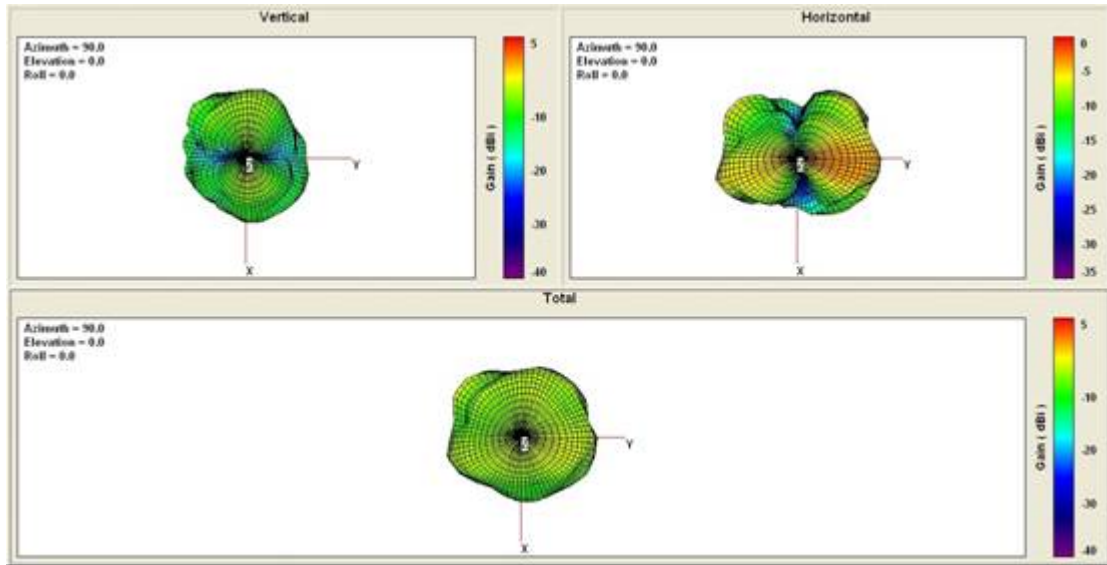 Vertical
Azimuth = 90.0
Elevation = 0.0
Roll = 0.0
Y
X
5
-10
-20
-30
-40
Gain ( dBi )
Horizontal
Azimuth = 90.0
Elevation = 0.0
Roll = 0.0
Y
X
0
-5
-10
-15
-20
-25
-30
-35
Gain ( dBi )
Total
Azimuth = 90.0
Elevation = 0.0
Roll = 0.0
Y
X
5
-10
-20
-30
-40
Gain ( dBi )